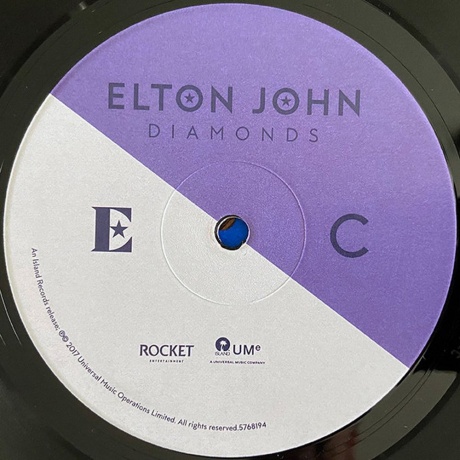 ELTON JOHN
DIAMONDS
E C
ROCKET
ENTERTAINMENT
ISLAND UMe
A UNIVERSAL MUSIC COMPANY
An Island Records release. ℗© 2017 Universal Music Operations Limited. All rights reserved.5768194